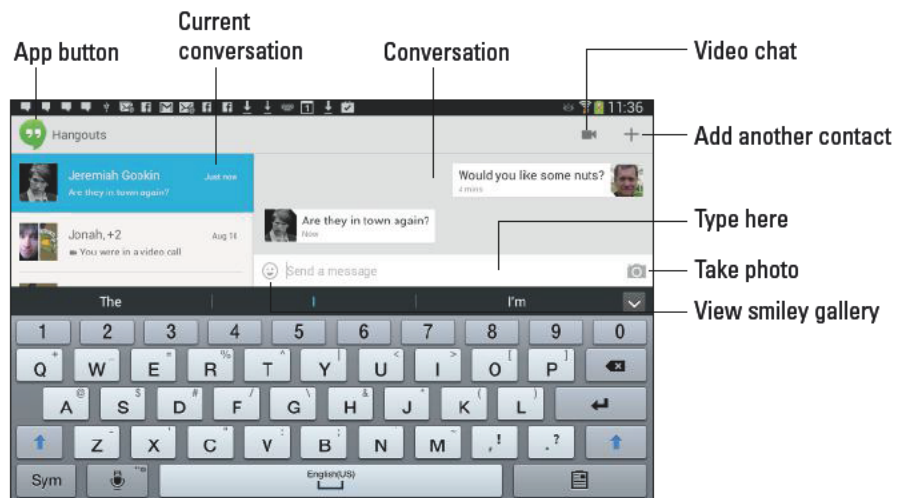 Current
conversation
App button
Conversation
Video chat
Add another contact
Type here
Take photo
View smiley gallery
11:36
Hangouts
Jeremiah Gookin Just now
Are they in town again?
Jonah, +2 Aug 16
You were in a video call
Would you like some nuts?
4 mins
Are they in town again?
Now
Send a message
The I I'm
1 2 3 4 5 6 7 8 9 0
+ _ = % ^ | < > [ ]
Q W E R T Y U I O P
@ $ # / \ & * ( )
A S D F G H J K L
' " : ; ~ ! ?
Z X C V B N M , .
Sym English(US)